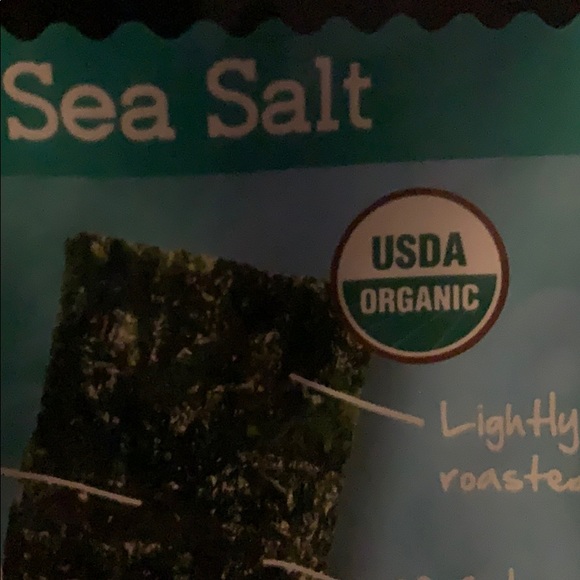 Sea Salt
USDA
ORGANIC
Lightly
roasted